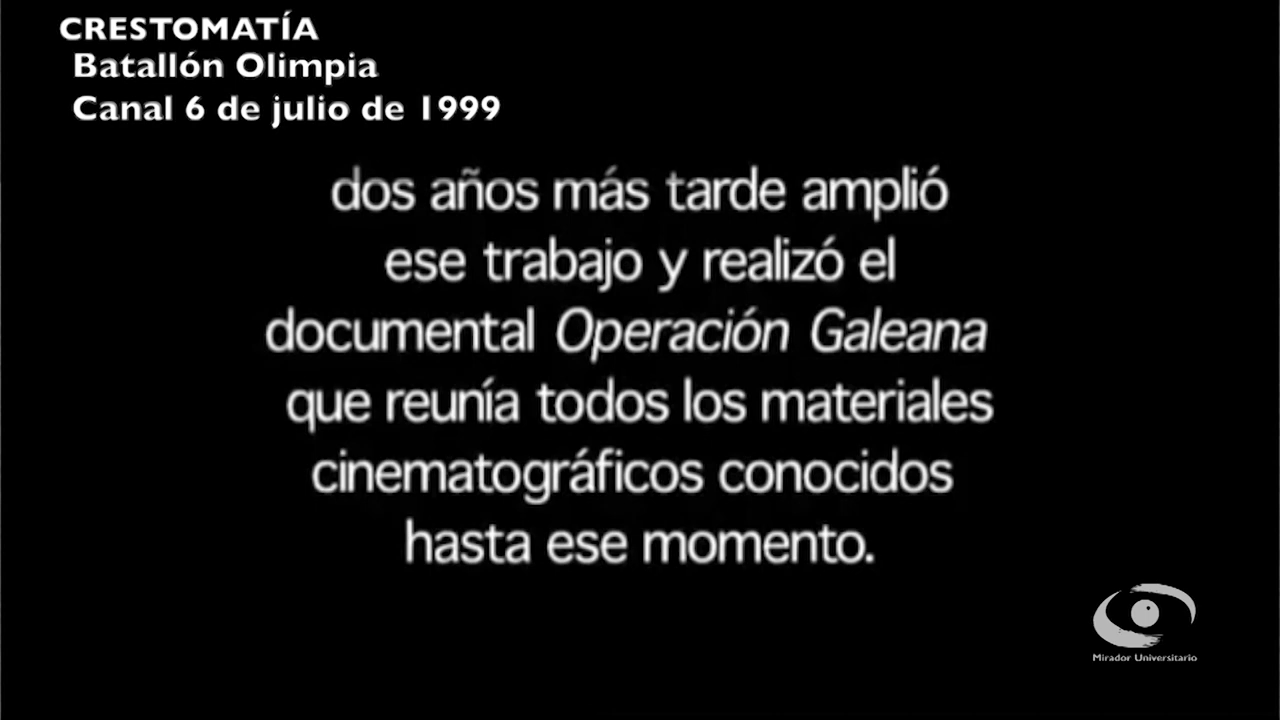 CRESTOMATÍA
Batallón Olimpia
Canal 6 de julio de 1999
dos años más tarde amplió
ese trabajo y realizó el
documental Operación Galeana
que reunía todos los materiales
cinematográficos conocidos
hasta ese momento.
Mirador Universitario